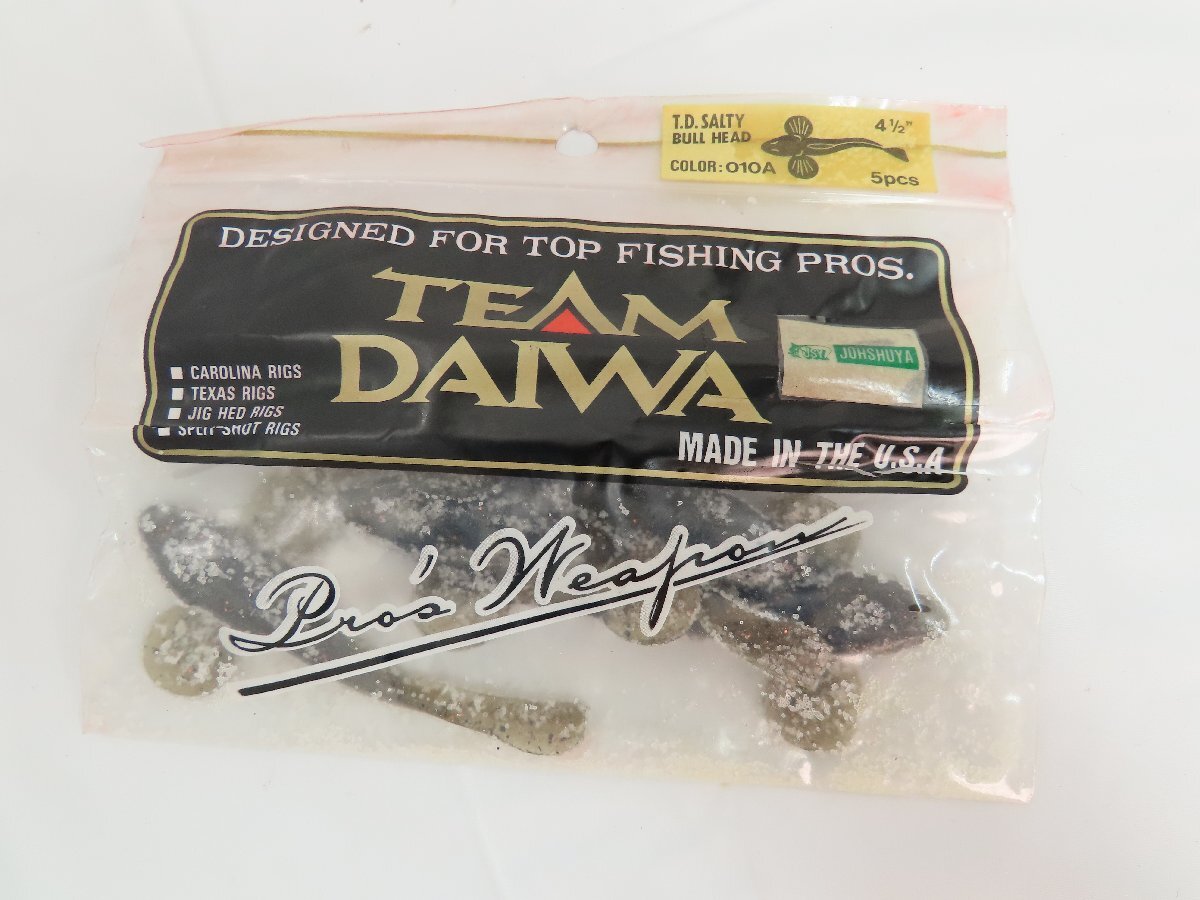 T.D. SALTY
BULL HEAD
4 ½"
COLOR: 010A
5pcs
DESIGNED FOR TOP FISHING PROS.
TEAM
DAIWA
JOHSHUYA
■ CAROLINA RIGS
■ TEXAS RIGS
■ JIG HED RIGS
■ SPLIT-SHOT RIGS
MADE IN THE U.S.A
Pro's Weapon